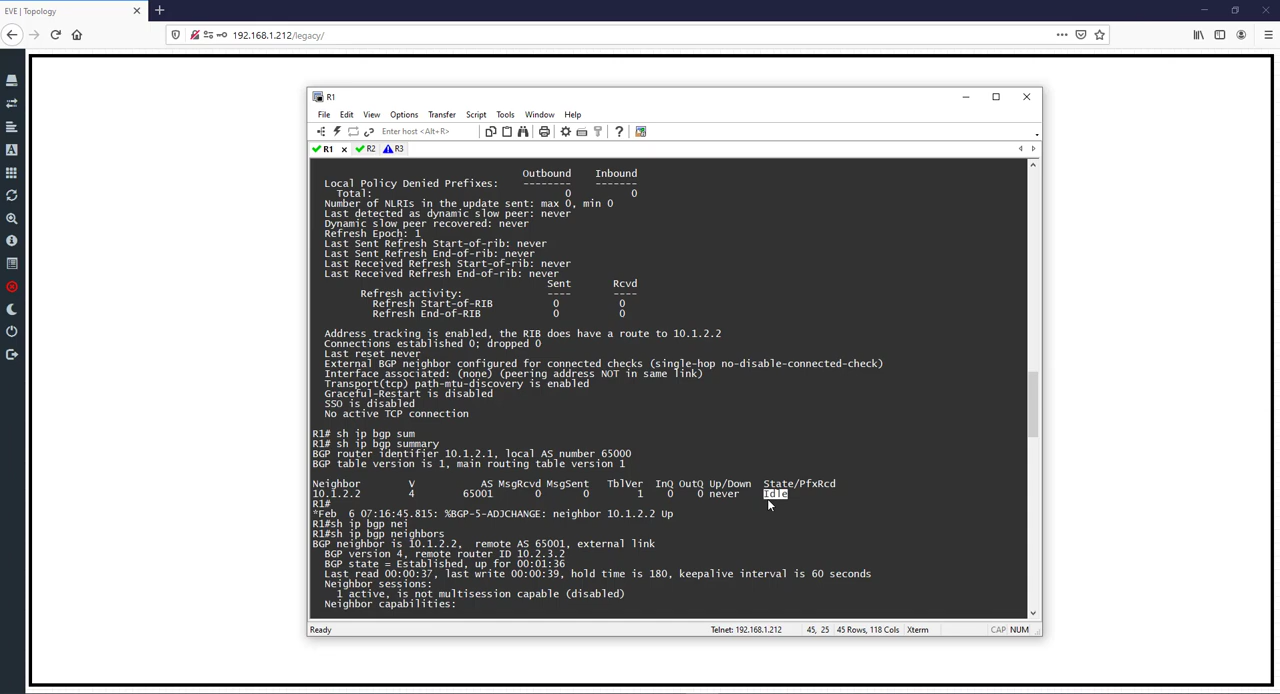 EVE | Topology
192.168.1.212/legacy/
R1
File Edit View Options Transfer Script Tools Window Help
Enter host <Alt+R>
R1 R2 R3
Outbound Inbound
Local Policy Denied Prefixes: -------- -------
Total: 0 0
Number of NLRIs in the update sent: max 0, min 0
Last detected as dynamic slow peer: never
Dynamic slow peer recovered: never
Refresh Epoch: 1
Last Sent Refresh Start-of-rib: never
Last Sent Refresh End-of-rib: never
Last Received Refresh Start-of-rib: never
Last Received Refresh End-of-rib: never
Sent Rcvd
Refresh activity: ---- ----
Refresh Start-of-RIB 0 0
Refresh End-of-RIB 0 0
Address tracking is enabled, the RIB does have a route to 10.1.2.2
Connections established 0; dropped 0
Last reset never
External BGP neighbor configured for connected checks (single-hop no-disable-connected-check)
Interface associated: (none) (peering address NOT in same link)
Transport(tcp) path-mtu-discovery is enabled
Graceful-Restart is disabled
SSO is disabled
No active TCP connection
R1# sh ip bgp sum
R1# sh ip bgp summary
BGP router identifier 10.1.2.1, local AS number 65000
BGP table version is 1, main routing table version 1
Neighbor V AS MsgRcvd MsgSent TblVer InQ OutQ Up/Down State/PfxRcd
10.1.2.2 4 65001 0 0 1 0 0 never Idle
R1#
*Feb 6 07:16:45.815: %BGP-5-ADJCHANGE: neighbor 10.1.2.2 Up
R1#sh ip bgp nei
R1#sh ip bgp neighbors
BGP neighbor is 10.1.2.2, remote AS 65001, external link
BGP version 4, remote router ID 10.2.3.2
BGP state = Established, up for 00:01:36
Last read 00:00:37, last write 00:00:39, hold time is 180, keepalive interval is 60 seconds
Neighbor sessions:
1 active, is not multisession capable (disabled)
Neighbor capabilities:
Ready Telnet: 192.168.1.212 45, 25 45 Rows, 118 Cols Xterm CAP NUM